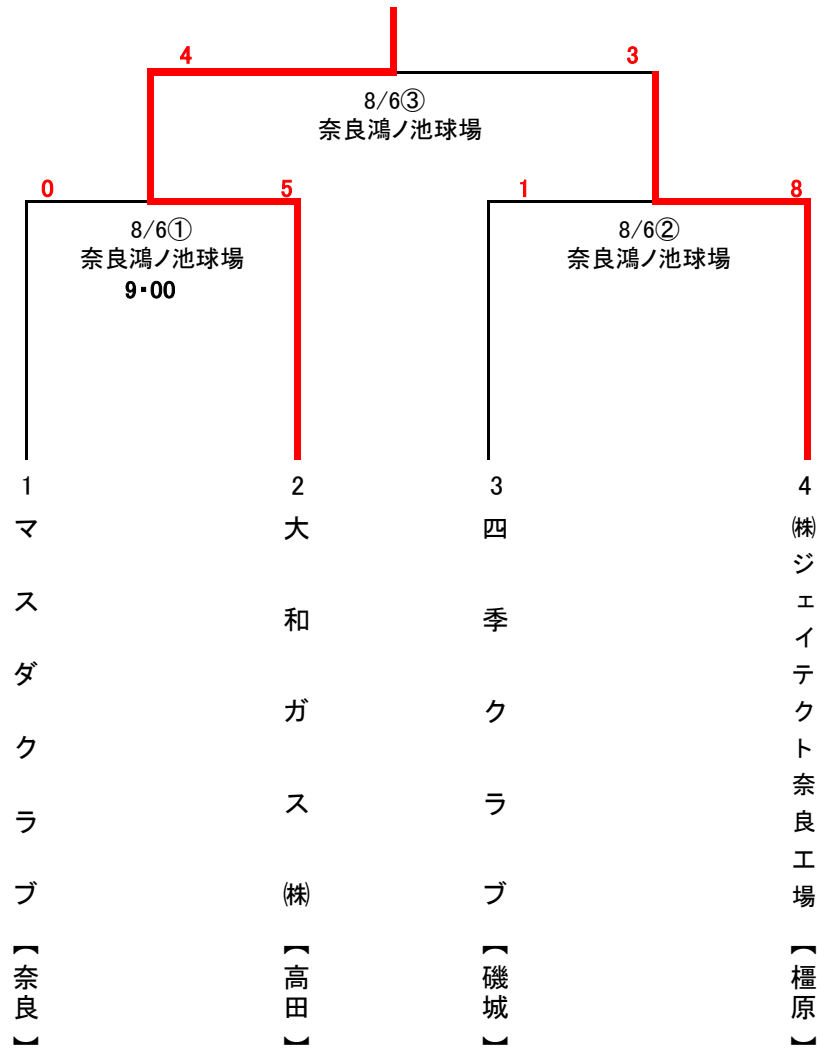 4
3
8/6③
奈良鴻ノ池球場
0
5
1
8
8/6①
奈良鴻ノ池球場
9・00
8/6②
奈良鴻ノ池球場
1
マスダクラブ【奈良】
2
大和ガス㈱【高田】
3
四季クラブ【磯城】
4
㈱ジェイテクト奈良工場【橿原】